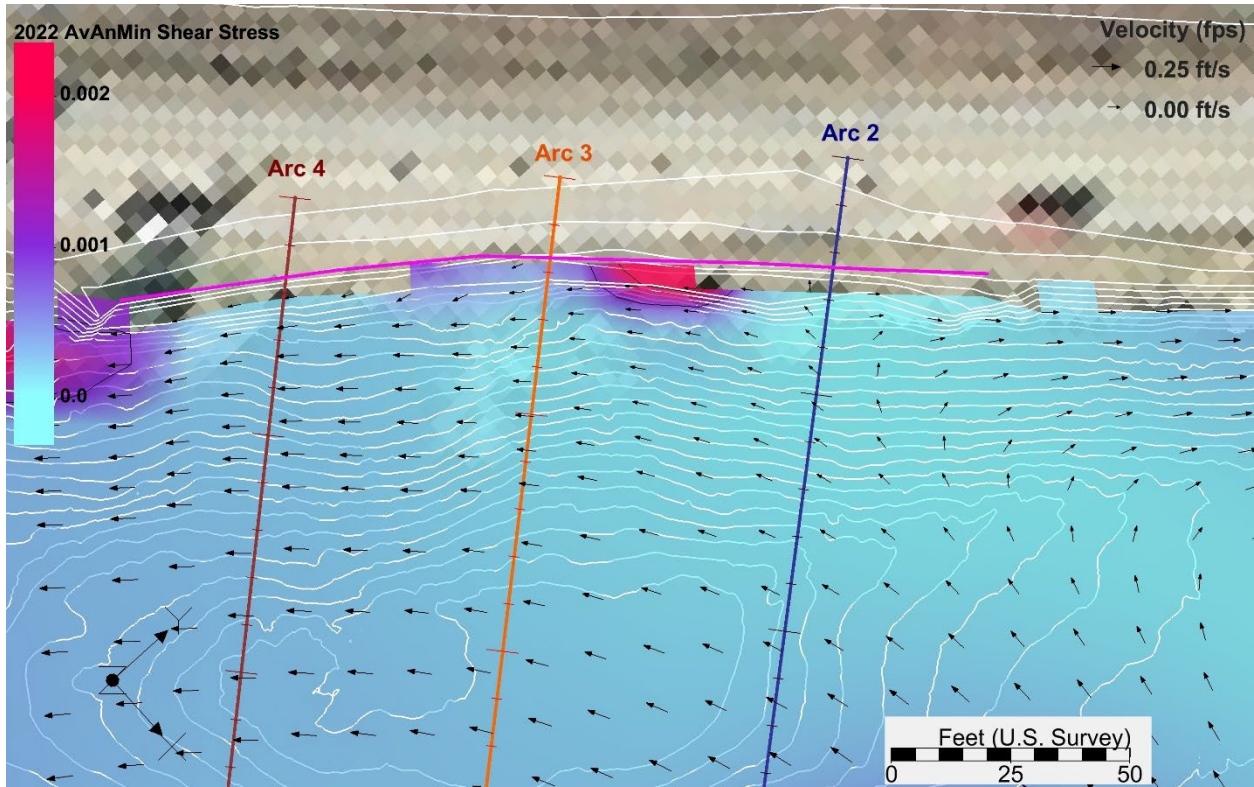 2022 AvAnMin Shear Stress
0.002
0.001
0.0
Velocity (fps)
0.25 ft/s
0.00 ft/s
Arc 4
Arc 3
Arc 2
Y
X
Feet (U.S. Survey)
0 25 50